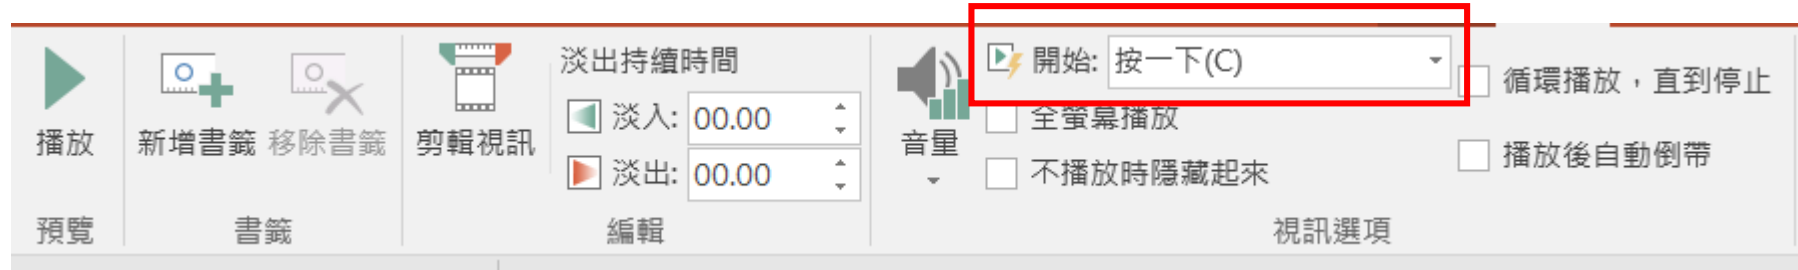 播放
預覽
新增書籤
移除書籤
書籤
剪輯視訊
淡出持續時間
淡入: 00.00
淡出: 00.00
編輯
音量
開始: 按一下(C)
全螢幕播放
不播放時隱藏起來
循環播放，直到停止
播放後自動倒帶
視訊選項